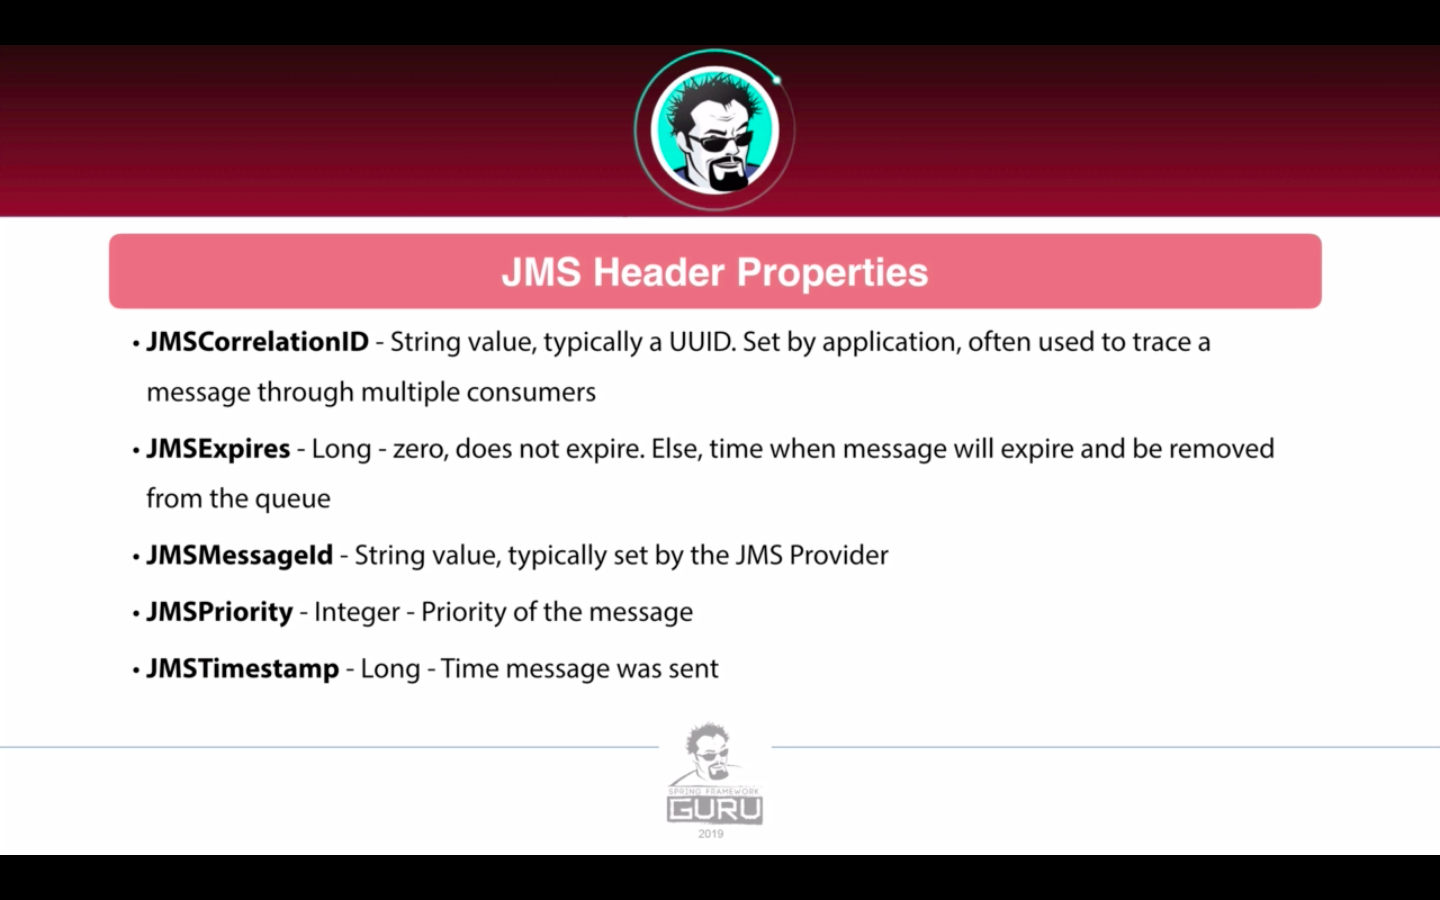 JMS Header Properties
• JMSCorrelationID - String value, typically a UUID. Set by application, often used to trace a
message through multiple consumers
• JMSExpires - Long - zero, does not expire. Else, time when message will expire and be removed
from the queue
• JMSMessageId - String value, typically set by the JMS Provider
• JMSPriority - Integer - Priority of the message
• JMSTimestamp - Long - Time message was sent
SPRING FRAMEWORK
GURU
2019